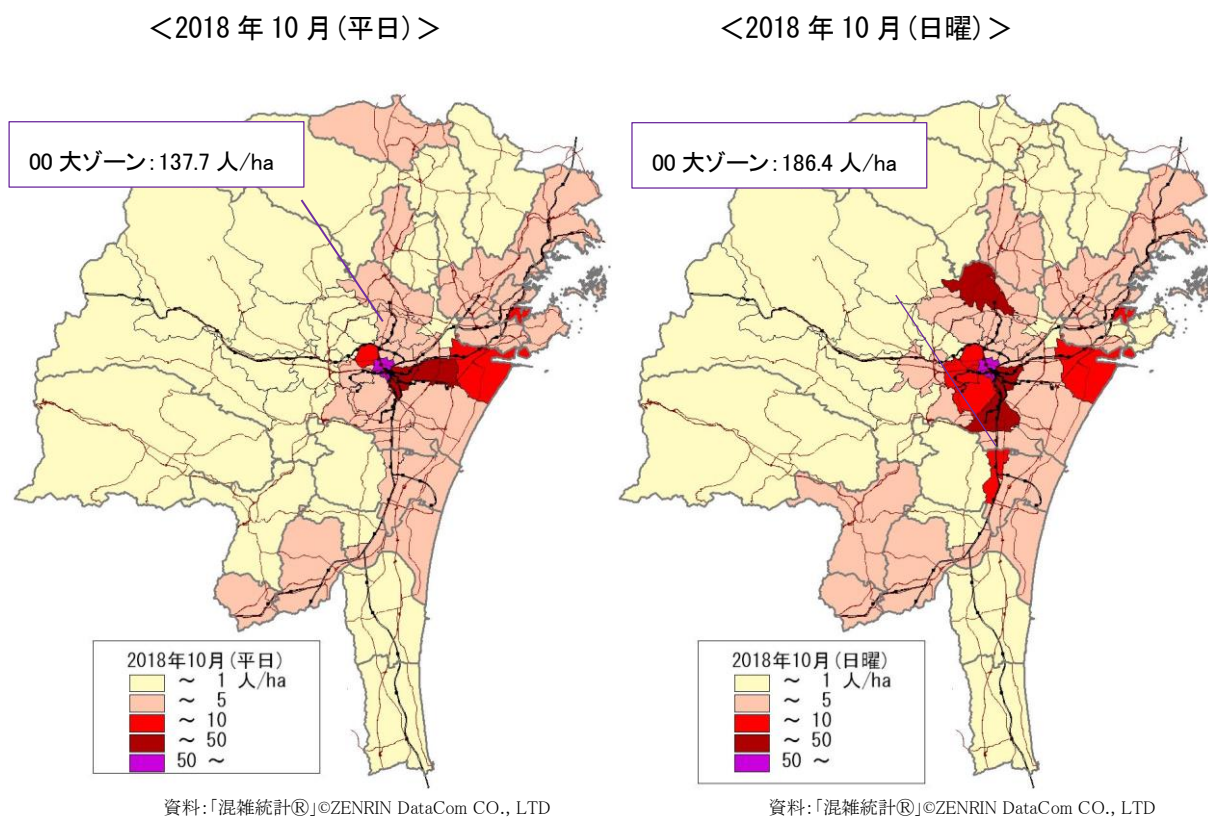 ＜2018 年 10 月(平日)＞
00 大ゾーン：137.7 人/ha
2018年10月(平日)
～ 1 人/ha
～ 5
～ 10
～ 50
50 ～
資料：「混雑統計Ⓡ」©ZENRIN DataCom CO., LTD
＜2018 年 10 月(日曜)＞
00 大ゾーン：186.4 人/ha
2018年10月(日曜)
～ 1 人/ha
～ 5
～ 10
～ 50
50 ～
資料：「混雑統計Ⓡ」©ZENRIN DataCom CO., LTD